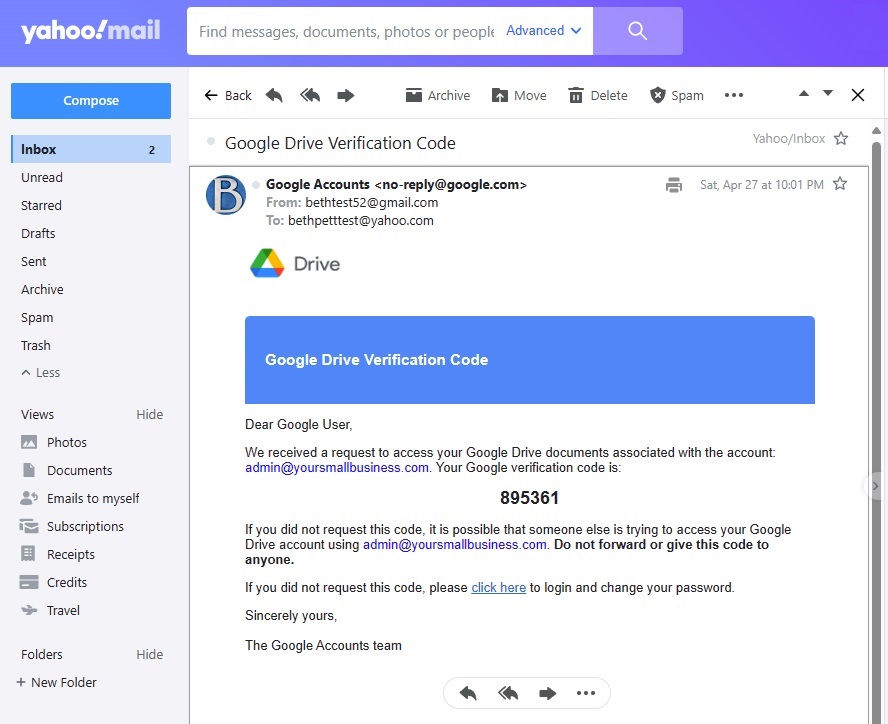 yahoo!mail
Find messages, documents, photos or people
Advanced
Compose
Back
Archive
Move
Delete
Spam
Inbox 2
Unread
Starred
Drafts
Sent
Archive
Spam
Trash
Less
Views Hide
Photos
Documents
Emails to myself
Subscriptions
Receipts
Credits
Travel
Folders Hide
+ New Folder
Google Drive Verification Code
Yahoo/Inbox
B
Google Accounts <no-reply@google.com>
Sat, Apr 27 at 10:01 PM
From: bethtest52@gmail.com
To: bethpetttest@yahoo.com
Drive
Google Drive Verification Code
Dear Google User,
We received a request to access your Google Drive documents associated with the account:
admin@yoursmallbusiness.com. Your Google verification code is:
895361
If you did not request this code, it is possible that someone else is trying to access your Google
Drive account using admin@yoursmallbusiness.com. Do not forward or give this code to
anyone.
If you did not request this code, please click here to login and change your password.
Sincerely yours,
The Google Accounts team